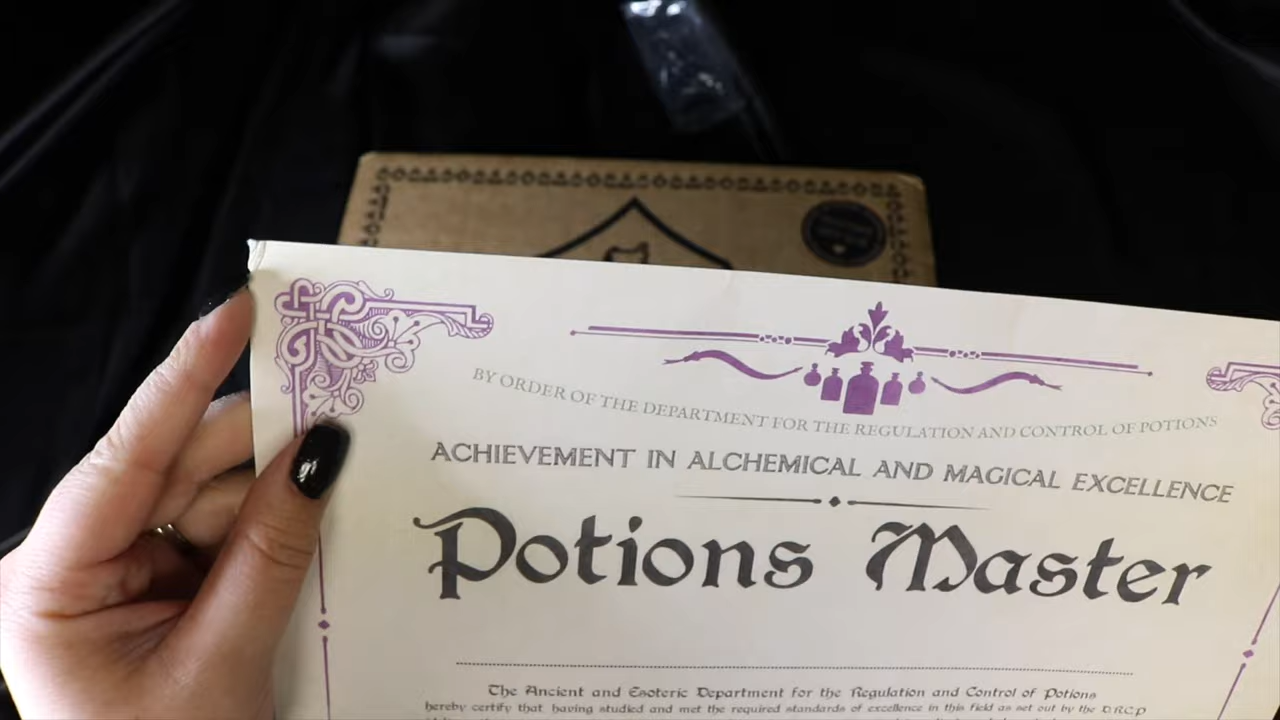 BY ORDER OF THE DEPARTMENT FOR THE REGULATION AND CONTROL OF POTIONS
ACHIEVEMENT IN ALCHEMICAL AND MAGICAL EXCELLENCE
Potions Master
The Ancient and Esoteric Department for the Regulation and Control of Potions
hereby certify that having studied and met the required standards of excellence in this field as set out by the D.R.C.P